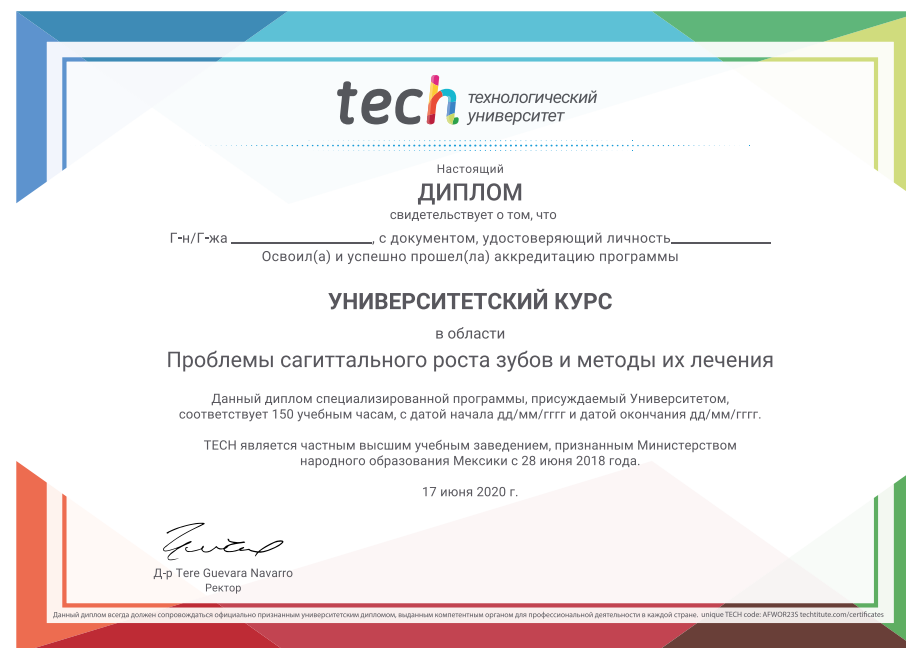 tech технологический
университет
Настоящий
ДИПЛОМ
свидетельствует о том, что
Г-н/Г-жа _______________, с документом, удостоверяющий личность___________
Освоил(а) и успешно прошел(ла) аккредитацию программы
УНИВЕРСИТЕТСКИЙ КУРС
в области
Проблемы сагиттального роста зубов и методы их лечения
Данный диплом специализированной программы, присуждаемый Университетом,
соответствует 150 учебным часам, с датой начала дд/мм/гггг и датой окончания дд/мм/гггг.
TECH является частным высшим учебным заведением, признанным Министерством
народного образования Мексики с 28 июня 2018 года.
17 июня 2020 г.
Д-р Tere Guevara Navarro
Ректор
Данный диплом всегда должен сопровождаться официально признанным университетским дипломом, выданным компетентным органом для профессиональной деятельности в каждой стране. unique TECH code: AFWOR23S techtitute.com/certificates